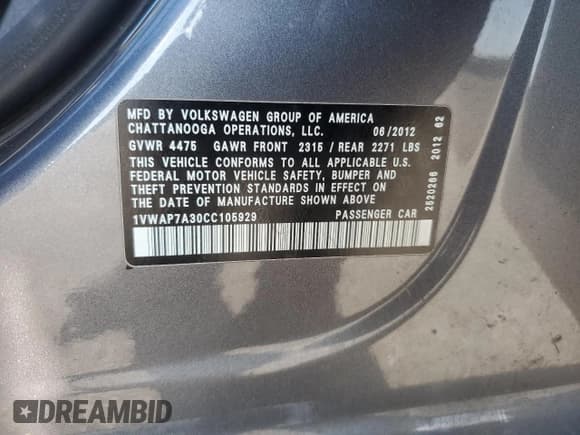 MFD BY VOLKSWAGEN GROUP OF AMERICA
CHATTANOOGA OPERATIONS, LLC. 06/2012
GVWR 4475 GAWR FRONT 2315 / REAR 2271 LBS
THIS VEHICLE CONFORMS TO ALL APPLICABLE U.S.
FEDERAL MOTOR VEHICLE SAFETY, BUMPER AND
THEFT PREVENTION STANDARDS IN EFFECT ON
THE DATE OF MANUFACTURE SHOWN ABOVE
1VWAP7A30CC105929 PASSENGER CAR
2520266 2012 62
DREAMBID